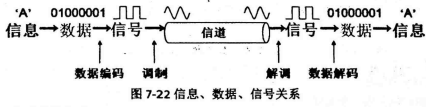 'A' 01000001 01000001 'A'
信息 数据 信号 信道 信号 数据 信息
数据编码 调制 解调 数据解码
图 7-22 信息、数据、信号关系